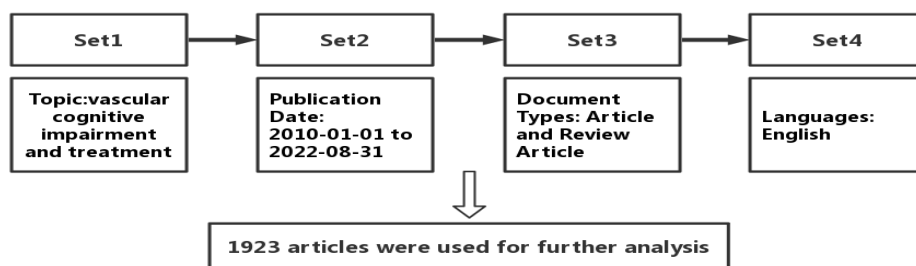 Set1
Set2
Set3
Set4
Topic:vascular
cognitive
impairment
and treatment
Publication
Date:
2010-01-01 to
2022-08-31
Document
Types: Article
and Review
Article
Languages:
English
1923 articles were used for further analysis